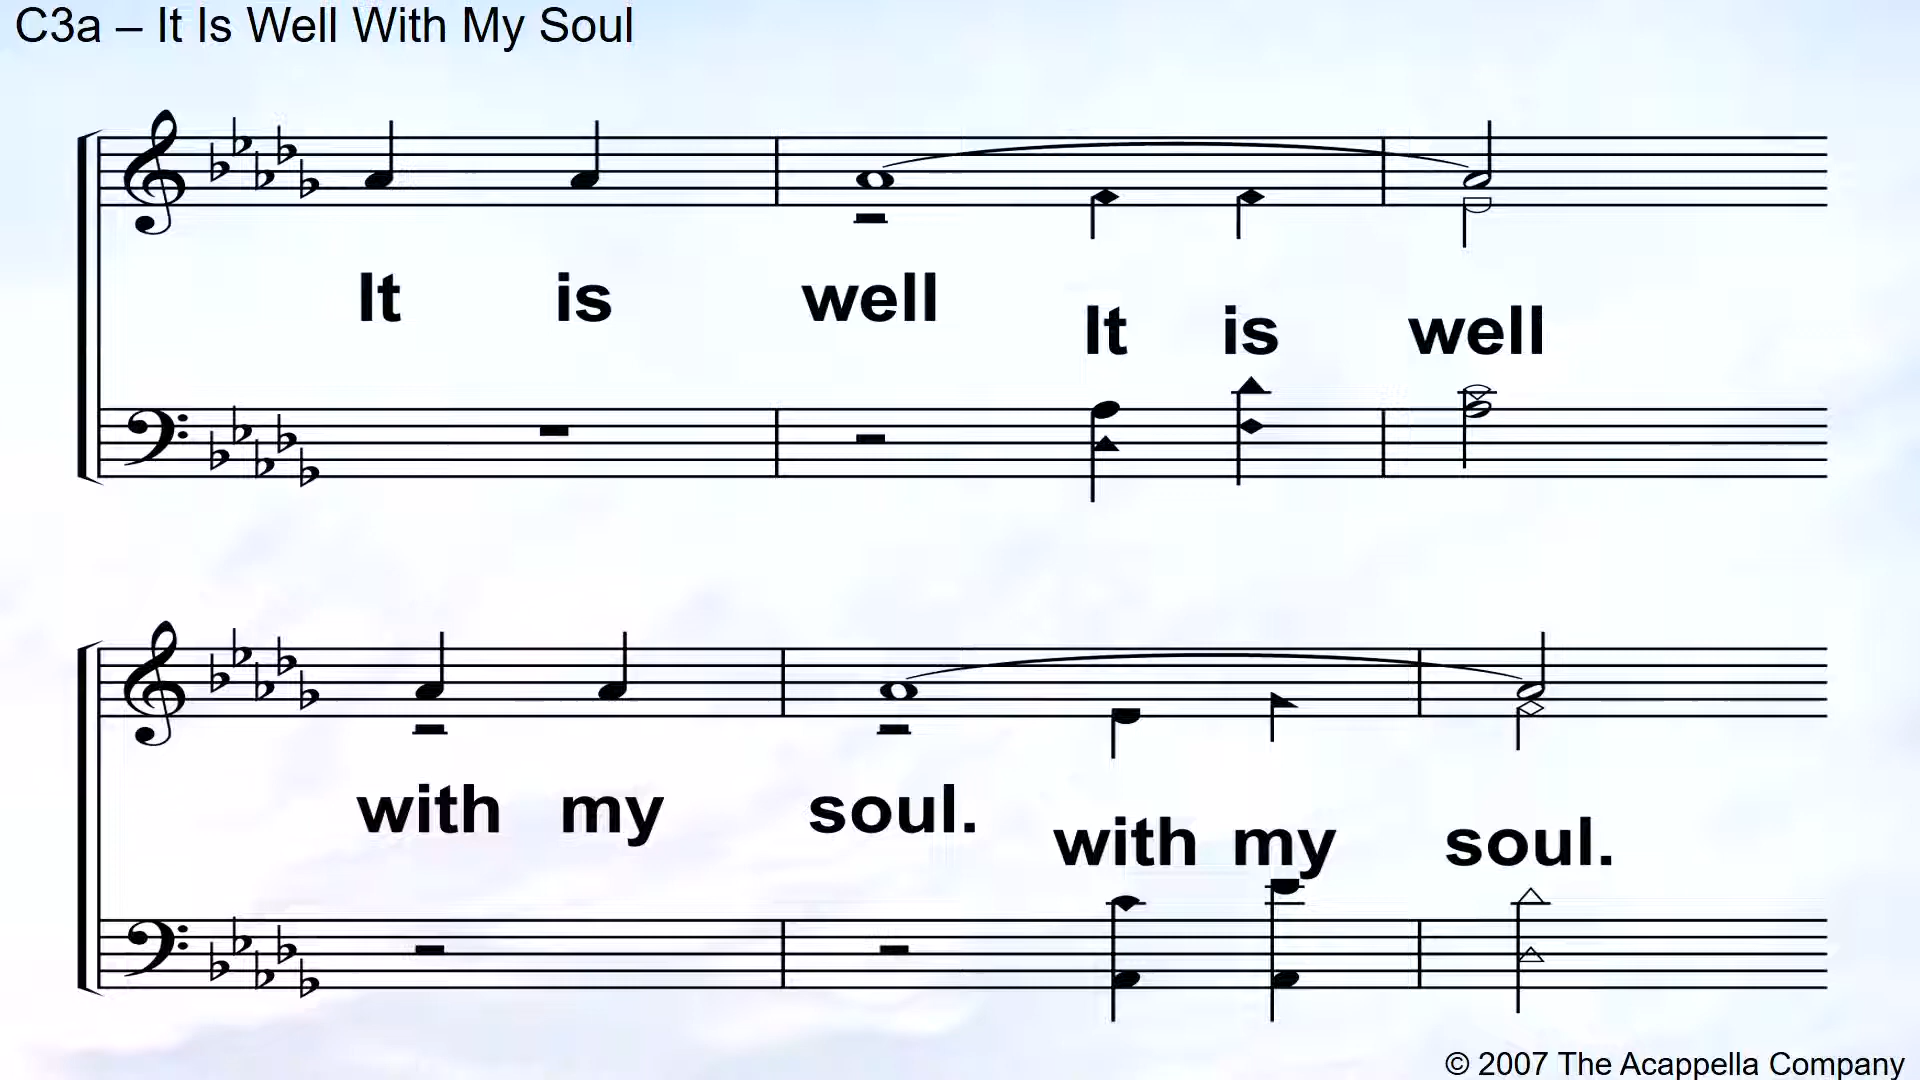 C3a – It Is Well With My Soul
It is well
It is well
with my soul.
with my soul.
© 2007 The Acappella Company